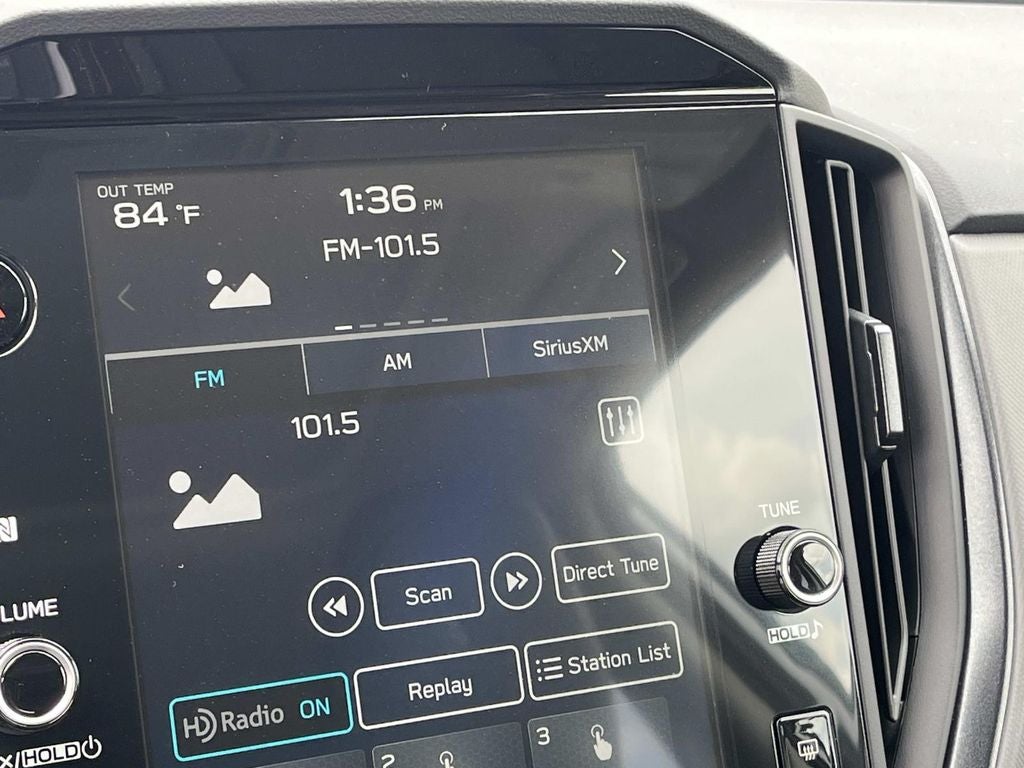 OUT TEMP
84 °F
1:36 PM
FM-101.5
FM
AM
SiriusXM
101.5
TUNE
Scan
Direct Tune
HOLD
LUME
HD Radio ON
Replay
Station List
2
3
X/HOLD